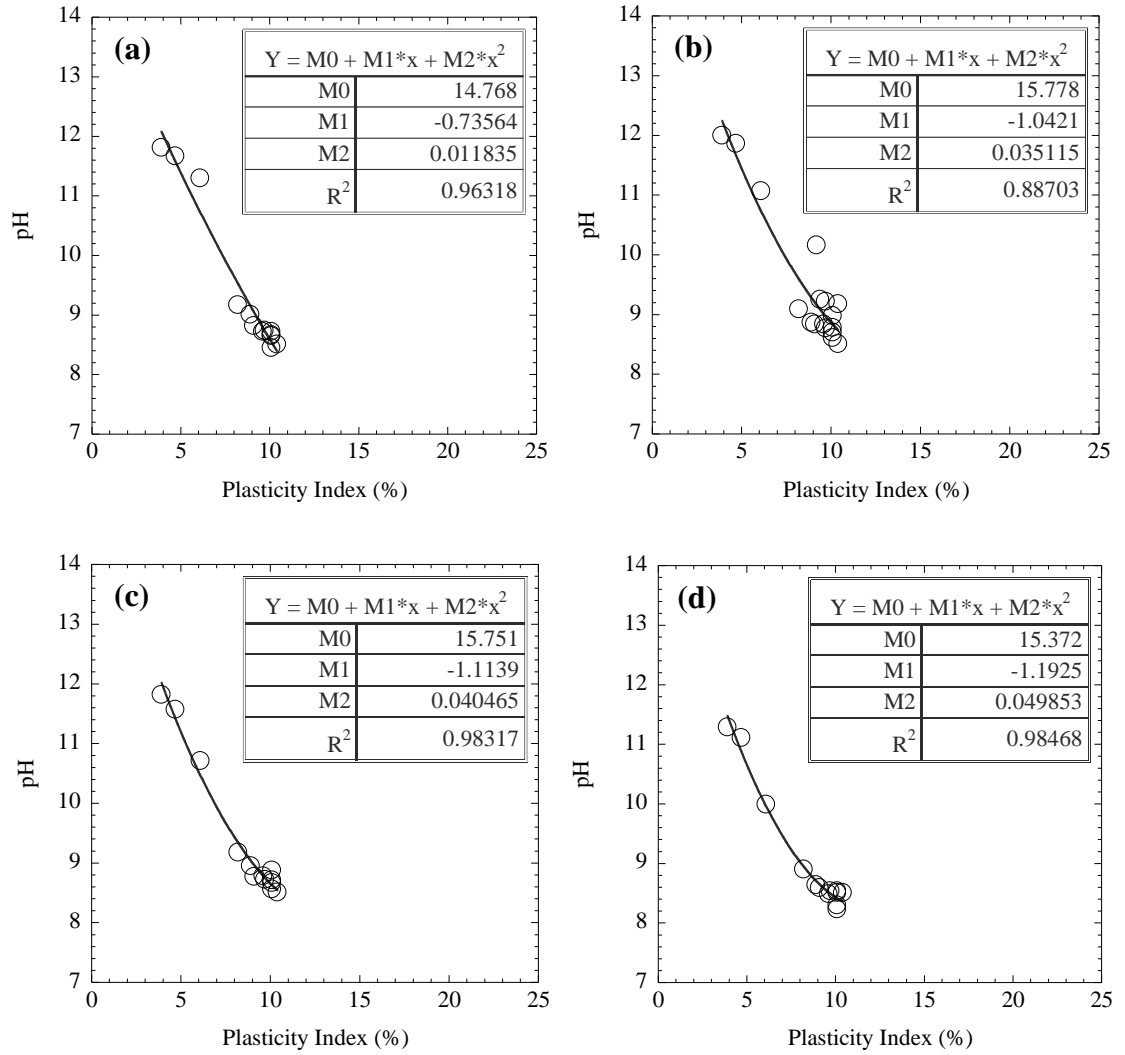 (a)
Y = M0 + M1*x + M2*x²
M0 14.768
M1 -0.73564
M2 0.011835
R² 0.96318
14
13
12
11
10
9
8
7
pH
0 5 10 15 20 25
Plasticity Index (%)
(b)
Y = M0 + M1*x + M2*x²
M0 15.778
M1 -1.0421
M2 0.035115
R² 0.88703
14
13
12
11
10
9
8
7
pH
0 5 10 15 20 25
Plasticity Index (%)
(c)
Y = M0 + M1*x + M2*x²
M0 15.751
M1 -1.1139
M2 0.040465
R² 0.98317
14
13
12
11
10
9
8
7
pH
0 5 10 15 20 25
Plasticity Index (%)
(d)
Y = M0 + M1*x + M2*x²
M0 15.372
M1 -1.1925
M2 0.049853
R² 0.98468
14
13
12
11
10
9
8
7
pH
0 5 10 15 20 25
Plasticity Index (%)